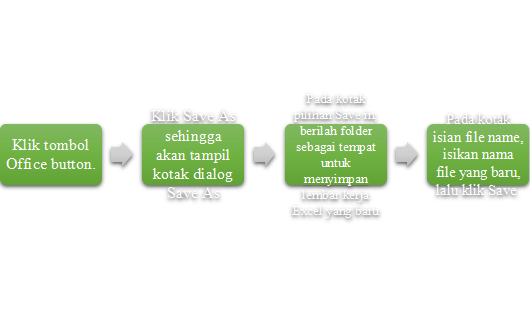 Klik tombol
Office button.
Klik Save As
sehingga
akan tampil
kotak dialog
Save As
Pada kotak
pilihan Save in,
berilah folder
sebagai tempat
untuk
menyimpan
lembar kerja
Excel yang baru
Pada kotak
isian file name,
isikan nama
file yang baru,
lalu klik Save